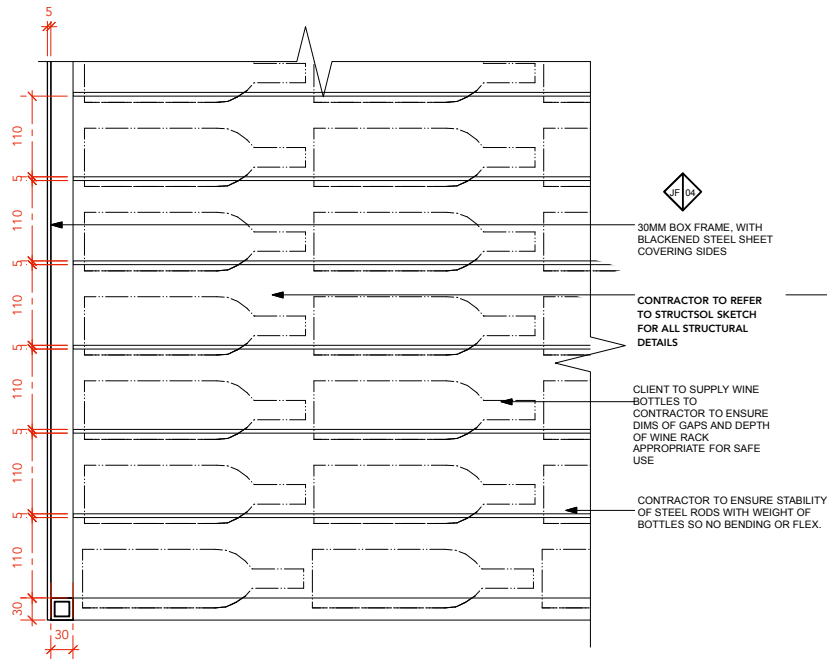 5
110
5
110
5
110
5
110
5
110
5
110
30
30
JF 04
30MM BOX FRAME, WITH
BLACKENED STEEL SHEET
COVERING SIDES
CONTRACTOR TO REFER
TO STRUCTSOL SKETCH
FOR ALL STRUCTURAL
DETAILS
CLIENT TO SUPPLY WINE
BOTTLES TO
CONTRACTOR TO ENSURE
DIMS OF GAPS AND DEPTH
OF WINE RACK
APPROPRIATE FOR SAFE
USE
CONTRACTOR TO ENSURE STABILITY
OF STEEL RODS WITH WEIGHT OF
BOTTLES SO NO BENDING OR FLEX.